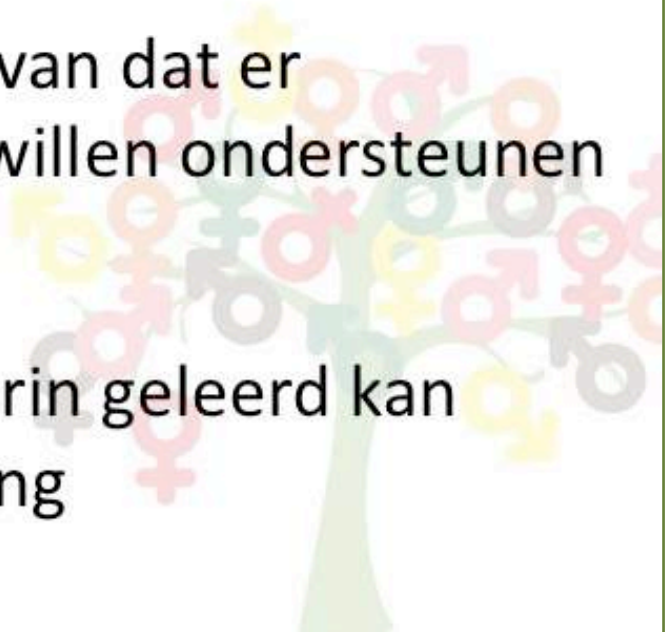 van dat er
willen ondersteunen
rin geleerd kan
ng